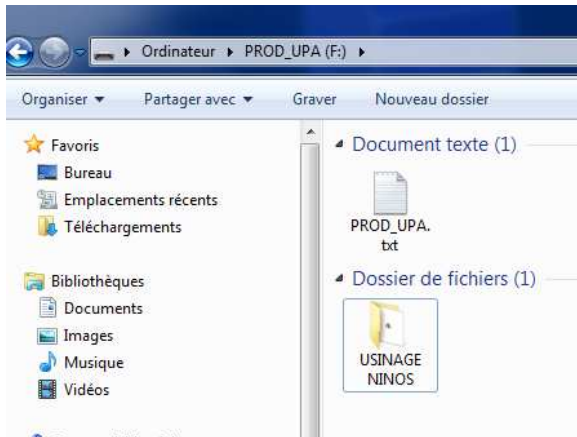 Ordinateur ▸ PROD_UPA (F:) ▸
Organiser ▾ Partager avec ▾ Graver Nouveau dossier
Favoris
Bureau
Emplacements récents
Téléchargements
Bibliothèques
Documents
Images
Musique
Vidéos
Document texte (1)
PROD_UPA.
txt
Dossier de fichiers (1)
USINAGE
NINOS